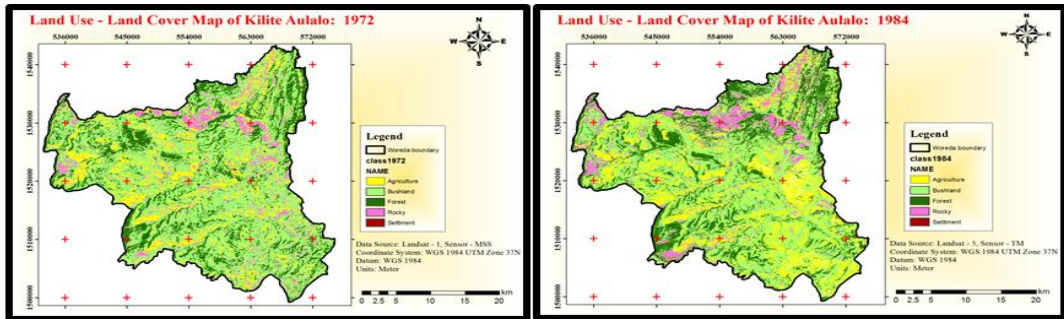 Land Use - Land Cover Map of Kilite Aulalo: 1972
536000 545000 554000 563000 572000
N
W E
S
1540000
1530000
1520000
1510000
1500000
Legend
Woreda boundary
class1972
NAME
Agriculture
Bushland
Forest
Rocky
Settlment
Data Source: Landsat - 1, Sensor - MSS
Coordinate System: WGS 1984 UTM Zone 37N
Datum: WGS 1984
Units: Meter
km
0 2.5 5 10 15 20
Land Use - Land Cover Map of Kilite Aulalo: 1984
536000 545000 554000 563000 572000
N
W E
S
1540000
1530000
1520000
1510000
1500000
Legend
Woreda boundary
class1984
NAME
Agriculture
Bushland
Forest
Rocky
Settlment
Data Source: Landsat - 5, Sensor - TM
Coordinate System: WGS 1984 UTM Zone 37N
Datum: WGS 1984
Units: Meter
km
0 2.5 5 10 15 20